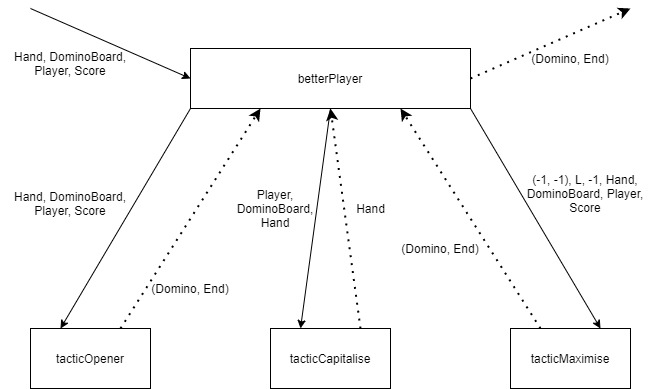 Hand, DominoBoard,
Player, Score
(Domino, End)
betterPlayer
Hand, DominoBoard,
Player, Score
Player,
DominoBoard,
Hand
Hand
(-1, -1), L, -1, Hand,
DominoBoard, Player,
Score
(Domino, End)
(Domino, End)
tacticOpener
tacticCapitalise
tacticMaximise